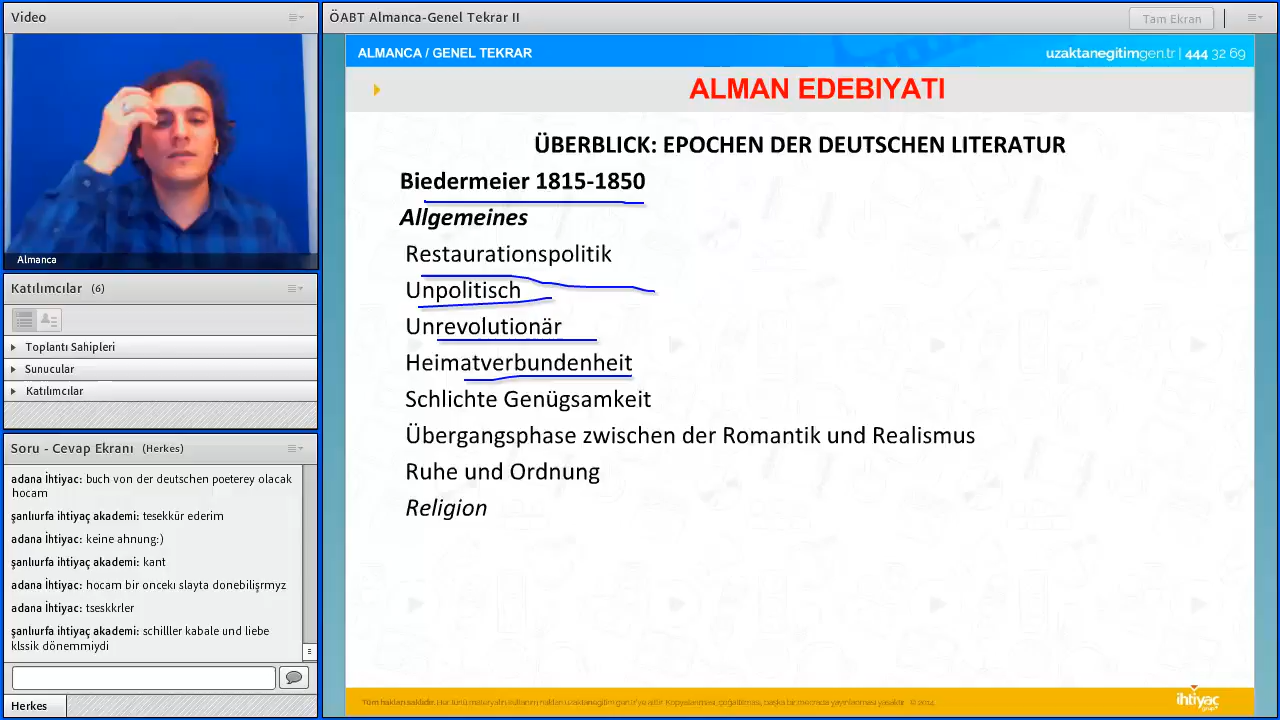 Video
ÖABT Almanca-Genel Tekrar II
Tam Ekran
ALMANCA / GENEL TEKRAR
uzaktanegitimgen.tr | 444 32 69
ALMAN EDEBIYATI
ÜBERBLICK: EPOCHEN DER DEUTSCHEN LITERATUR
Biedermeier 1815-1850
Allgemeines
Restaurationspolitik
Unpolitisch
Unrevolutionär
Heimatverbundenheit
Schlichte Genügsamkeit
Übergangsphase zwischen der Romantik und Realismus
Ruhe und Ordnung
Religion
Almanca
Katılımcılar (6)
Toplantı Sahipleri
Sunucular
Katılımcılar
Soru - Cevap Ekranı (Herkes)
adana İhtiyaç: buch von der deutschen poeterey olacak
hocam
şanlıurfa ihtiyaç akademi: tesekkür ederim
adana İhtiyaç: keine ahnung:)
şanlıurfa ihtiyaç akademi: kant
adana İhtiyaç: hocam bir oncekı slayta donebilişrmyz
adana İhtiyaç: tseskkrler
şanlıurfa ihtiyaç akademi: schilller kabale und liebe
klssik dönemmiydi
Herkes
Tüm hakları saklıdır.
© 2014
ihtiyaç